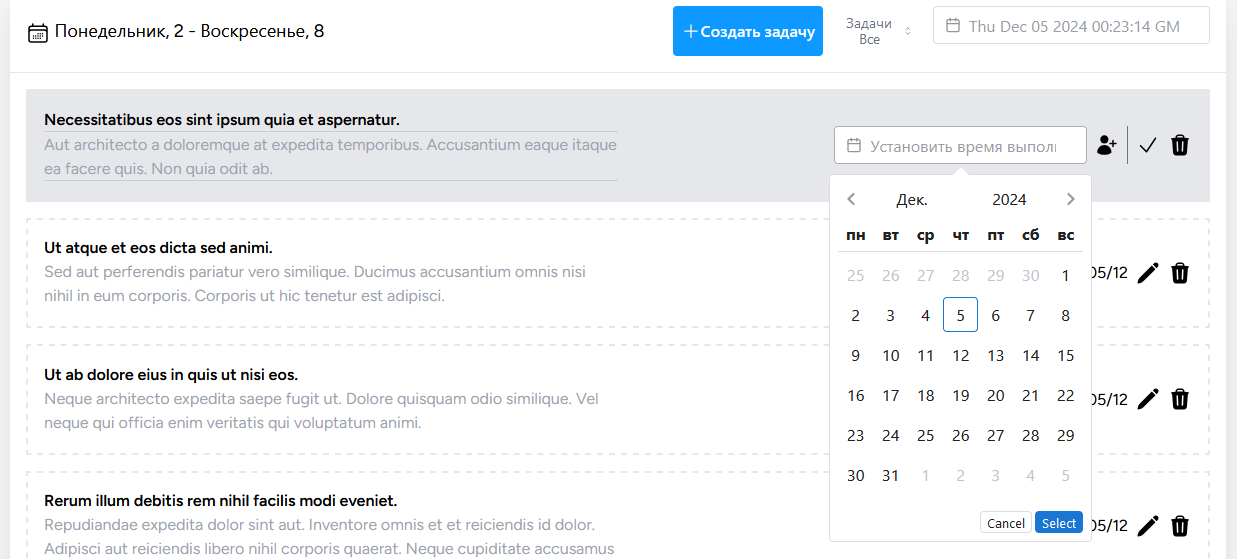 Понедельник, 2 - Воскресенье, 8
Создать задачу
Задачи
Все
Thu Dec 05 2024 00:23:14 GM
Necessitatibus eos sint ipsum quia et aspernatur.
Aut architecto a doloremque at expedita temporibus. Accusantium eaque itaque
ea facere quis. Non quia odit ab.
Установить время выполн
Дек. 2024
пн вт ср чт пт сб вс
25 26 27 28 29 30 1
2 3 4 5 6 7 8
9 10 11 12 13 14 15
16 17 18 19 20 21 22
23 24 25 26 27 28 29
30 31 1 2 3 4 5
Cancel Select
Ut atque et eos dicta sed animi.
Sed aut perferendis pariatur vero similique. Ducimus accusantium omnis nisi
nihil in eum corporis. Corporis ut hic tenetur est adipisci.
05/12
Ut ab dolore eius in quis ut nisi eos.
Neque architecto expedita saepe fugit ut. Dolore quisquam odio similique. Vel
neque qui officia enim veritatis qui voluptatum animi.
05/12
Rerum illum debitis rem nihil facilis modi eveniet.
Repudiandae expedita dolor sint aut. Inventore omnis et et reiciendis id dolor.
Adipisci aut reiciendis libero nihil corporis quaerat. Neque cupiditate accusamus
05/12